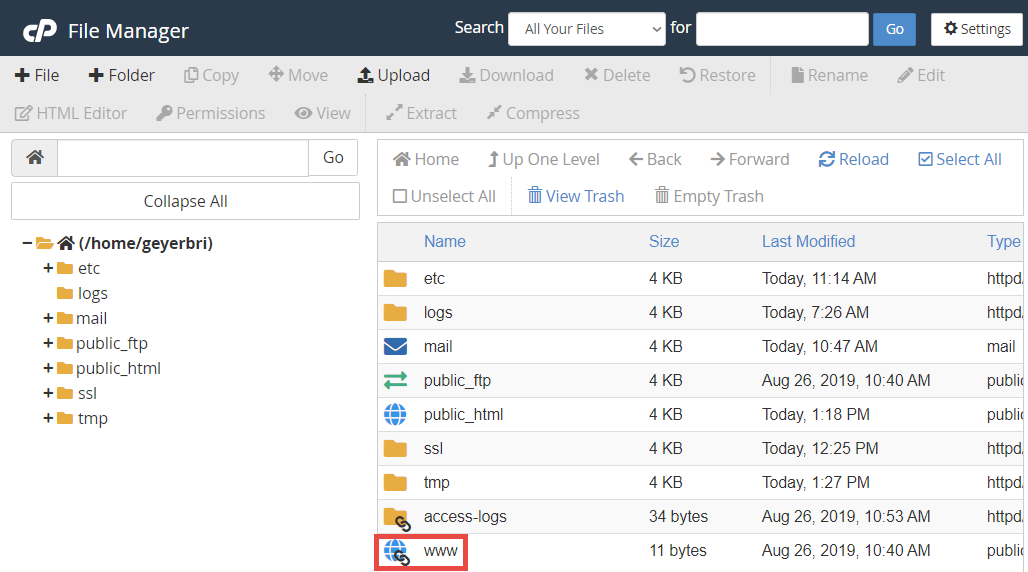 cP File Manager Search All Your Files for Go Settings
File Folder Copy Move Upload Download Delete Restore Rename Edit
HTML Editor Permissions View Extract Compress
Go
Collapse All
(/home/geyerbri)
etc
logs
mail
public_ftp
public_html
ssl
tmp
Home Up One Level Back Forward Reload Select All
Unselect All View Trash Empty Trash
Name Size Last Modified Type
etc 4 KB Today, 11:14 AM httpd/
logs 4 KB Today, 7:26 AM httpd/
mail 4 KB Today, 10:47 AM mail
public_ftp 4 KB Aug 26, 2019, 10:40 AM public
public_html 4 KB Today, 1:18 PM public
ssl 4 KB Today, 12:25 PM httpd/
tmp 4 KB Today, 1:27 PM httpd/
access-logs 34 bytes Aug 26, 2019, 10:53 AM httpd/
www 11 bytes Aug 26, 2019, 10:40 AM public